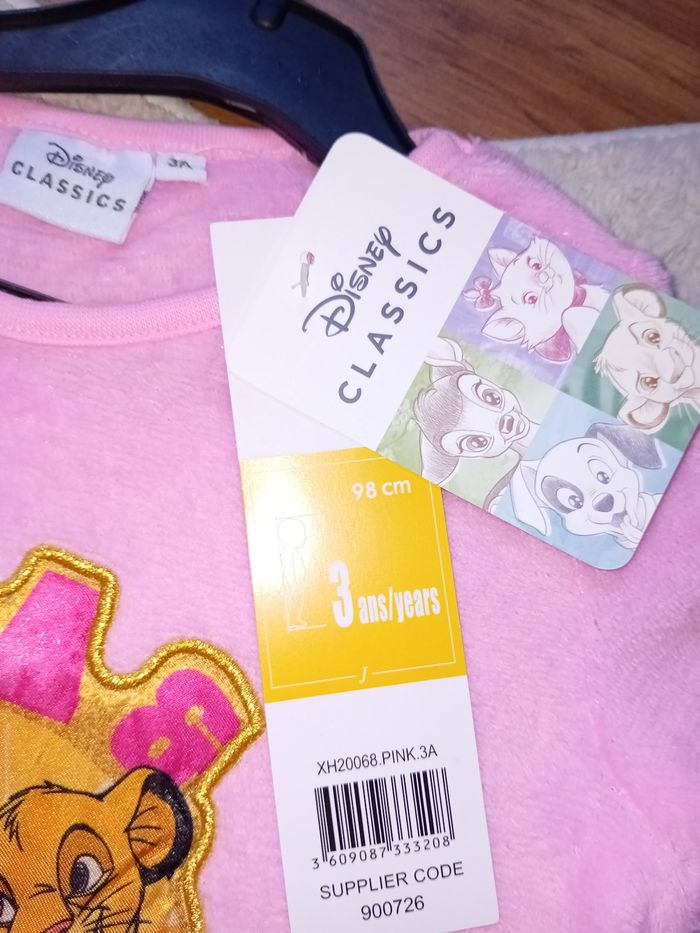 Disney
CLASSICS
3A
Disney
CLASSICS
98 cm
3 ans/years
J
XH20068.PINK.3A
3 609087 333208
SUPPLIER CODE
900726